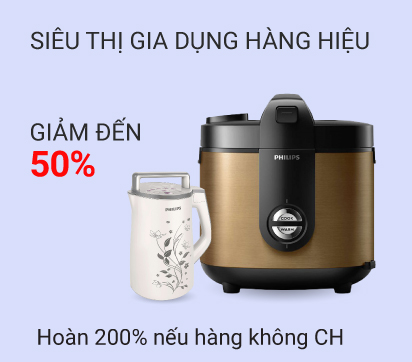 SIÊU THỊ GIA DỤNG HÀNG HIỆU
GIẢM ĐẾN
50%
PHILIPS
PHILIPS
COOK
WARM
Hoàn 200% nếu hàng không CH